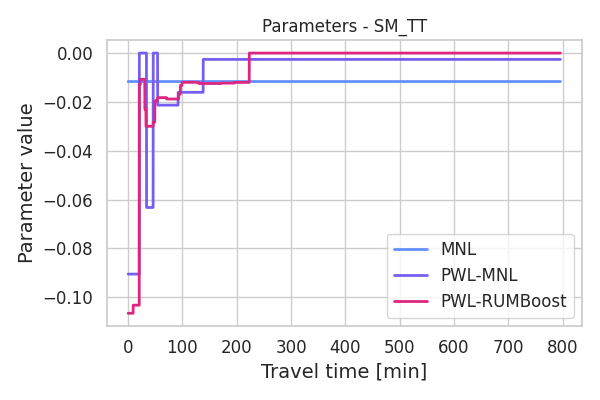 Parameters - SM_TT
Parameter value
0.00
−0.02
−0.04
−0.06
−0.08
−0.10
MNL
PWL-MNL
PWL-RUMBoost
0 100 200 300 400 500 600 700 800
Travel time [min]